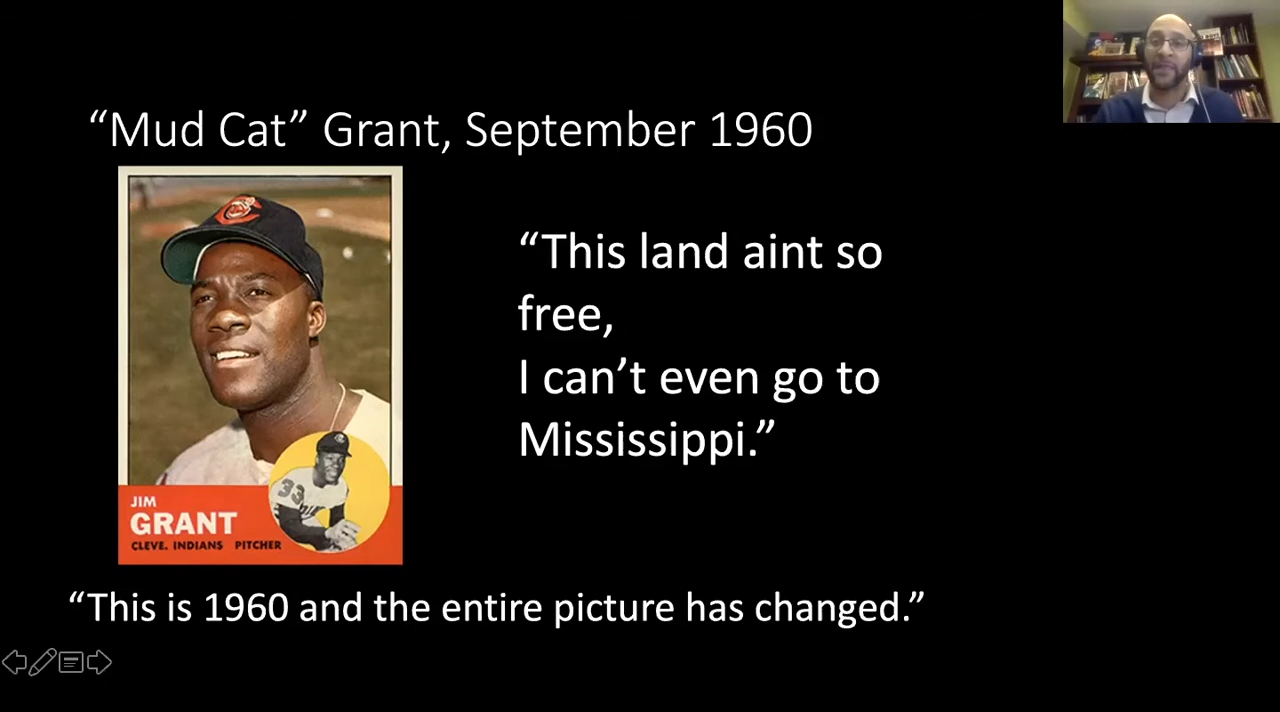 “Mud Cat” Grant, September 1960
“This land aint so
free,
I can’t even go to
Mississippi.”
33
JIM
GRANT
CLEVE. INDIANS PITCHER
“This is 1960 and the entire picture has changed.”